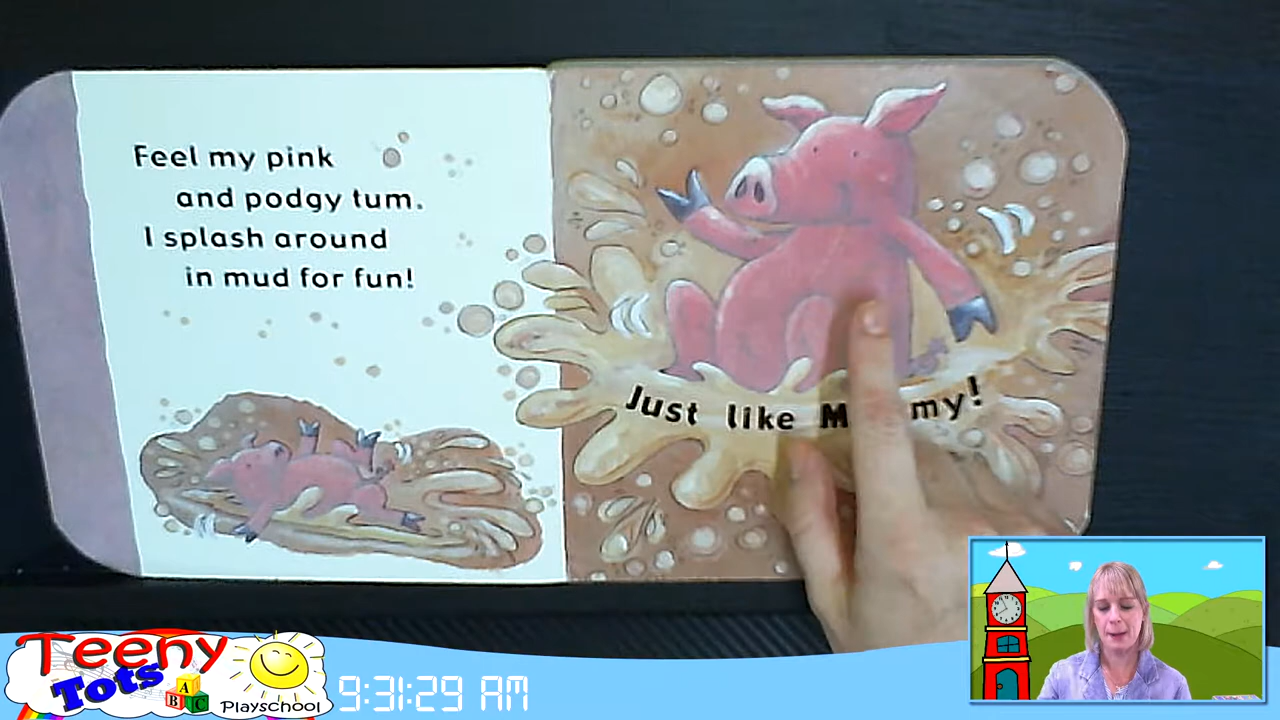 Feel my pink
and podgy tum.
I splash around
in mud for fun!
Just like M my!
Teeny
Tots
A
B C
Playschool
9:31:29 AM